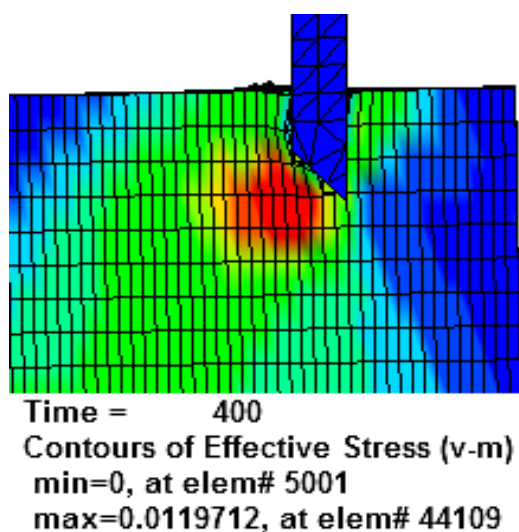 Time = 400
Contours of Effective Stress (v-m)
min=0, at elem# 5001
max=0.0119712, at elem# 44109